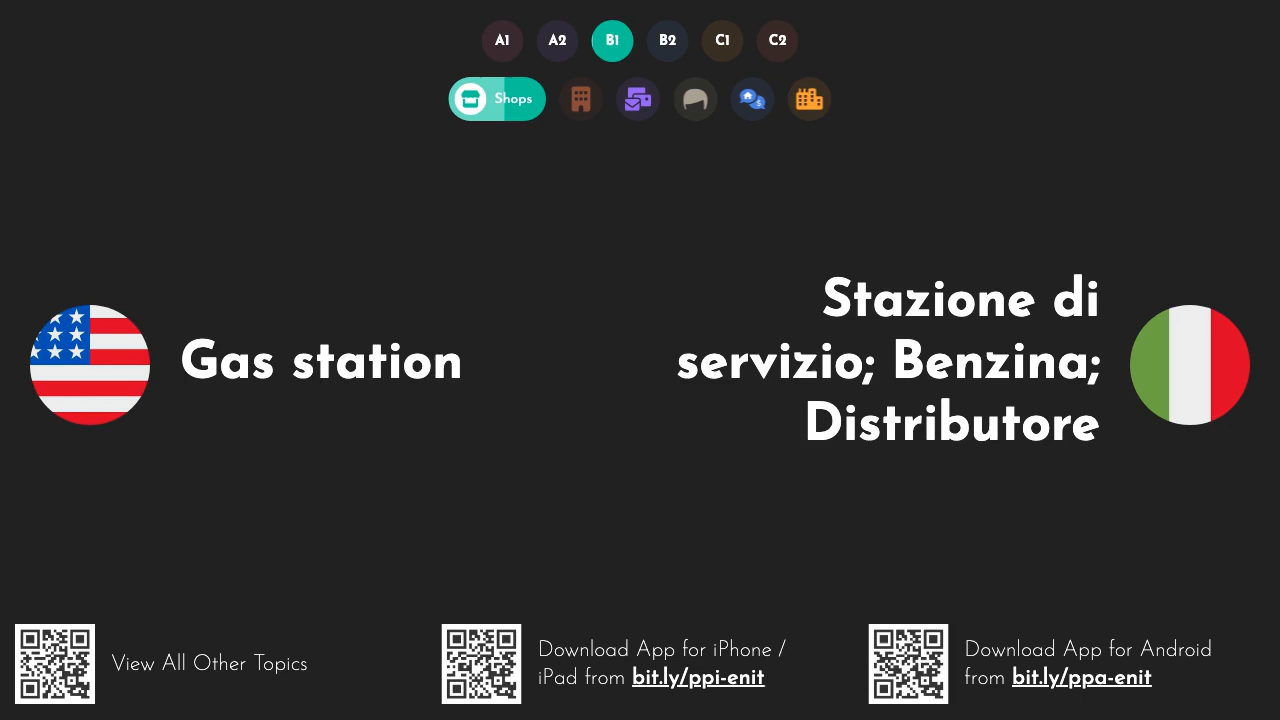 A1 A2 B1 B2 C1 C2
Shops
Gas station
Stazione di
servizio; Benzina;
Distributore
View All Other Topics
Download App for iPhone /
iPad from bit.ly/ppi-enit
Download App for Android
from bit.ly/ppa-enit